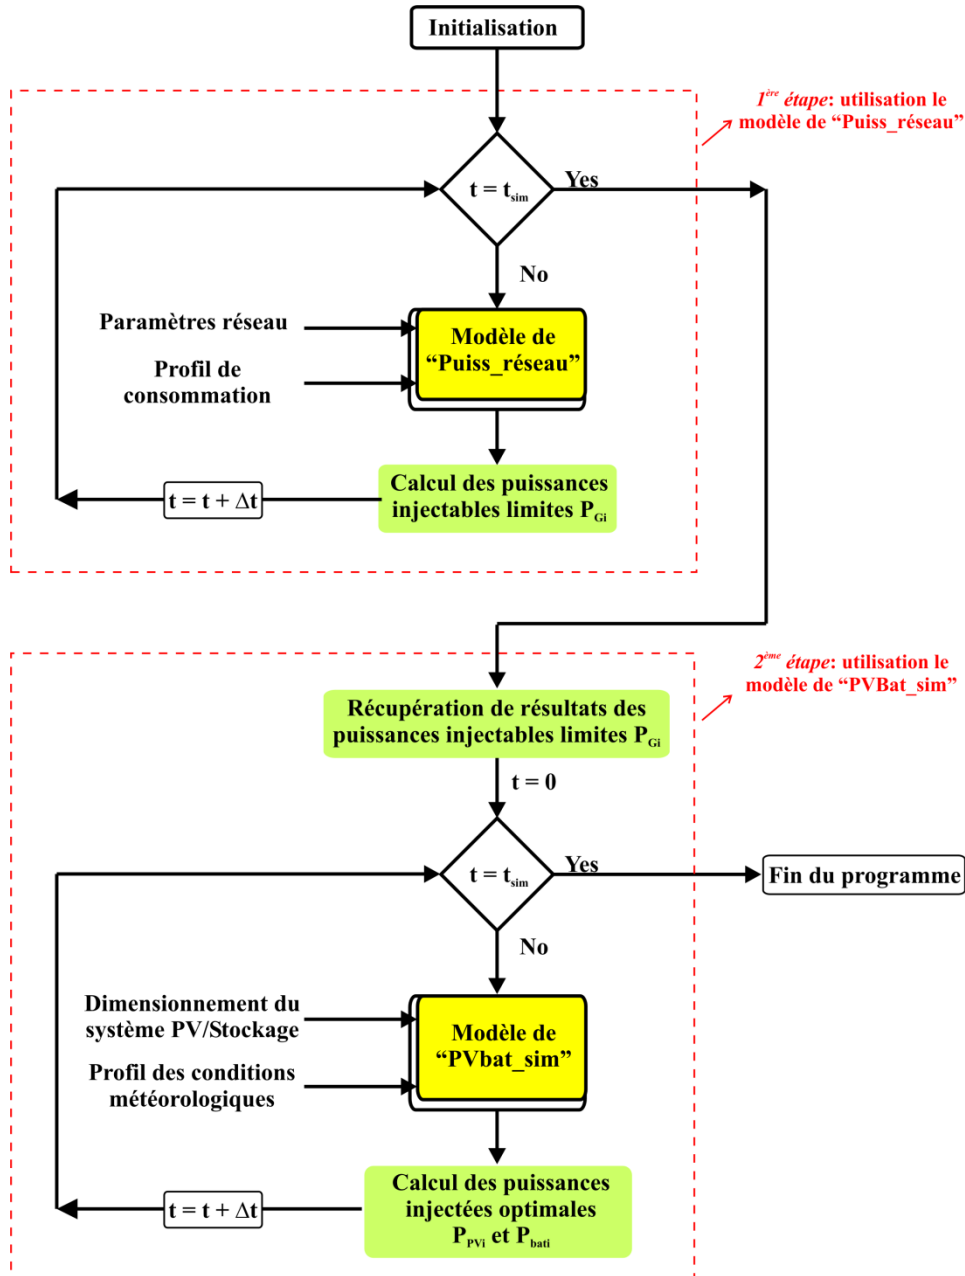 Initialisation
1ère étape: utilisation le
modèle de “Puiss_réseau”
t = tsim
Yes
No
Paramètres réseau
Profil de
consommation
Modèle de
“Puiss_réseau”
Calcul des puissances
injectables limites PGi
t = t + Δt
2ème étape: utilisation le
modèle de “PVBat_sim”
Récupération de résultats des
puissances injectables limites PGi
t = 0
t = tsim
Yes
Fin du programme
No
Dimensionnement du
système PV/Stockage
Profil des conditions
météorologiques
Modèle de
“PVbat_sim”
Calcul des puissances
injectées optimales
PPVi et Pbati
t = t + Δt